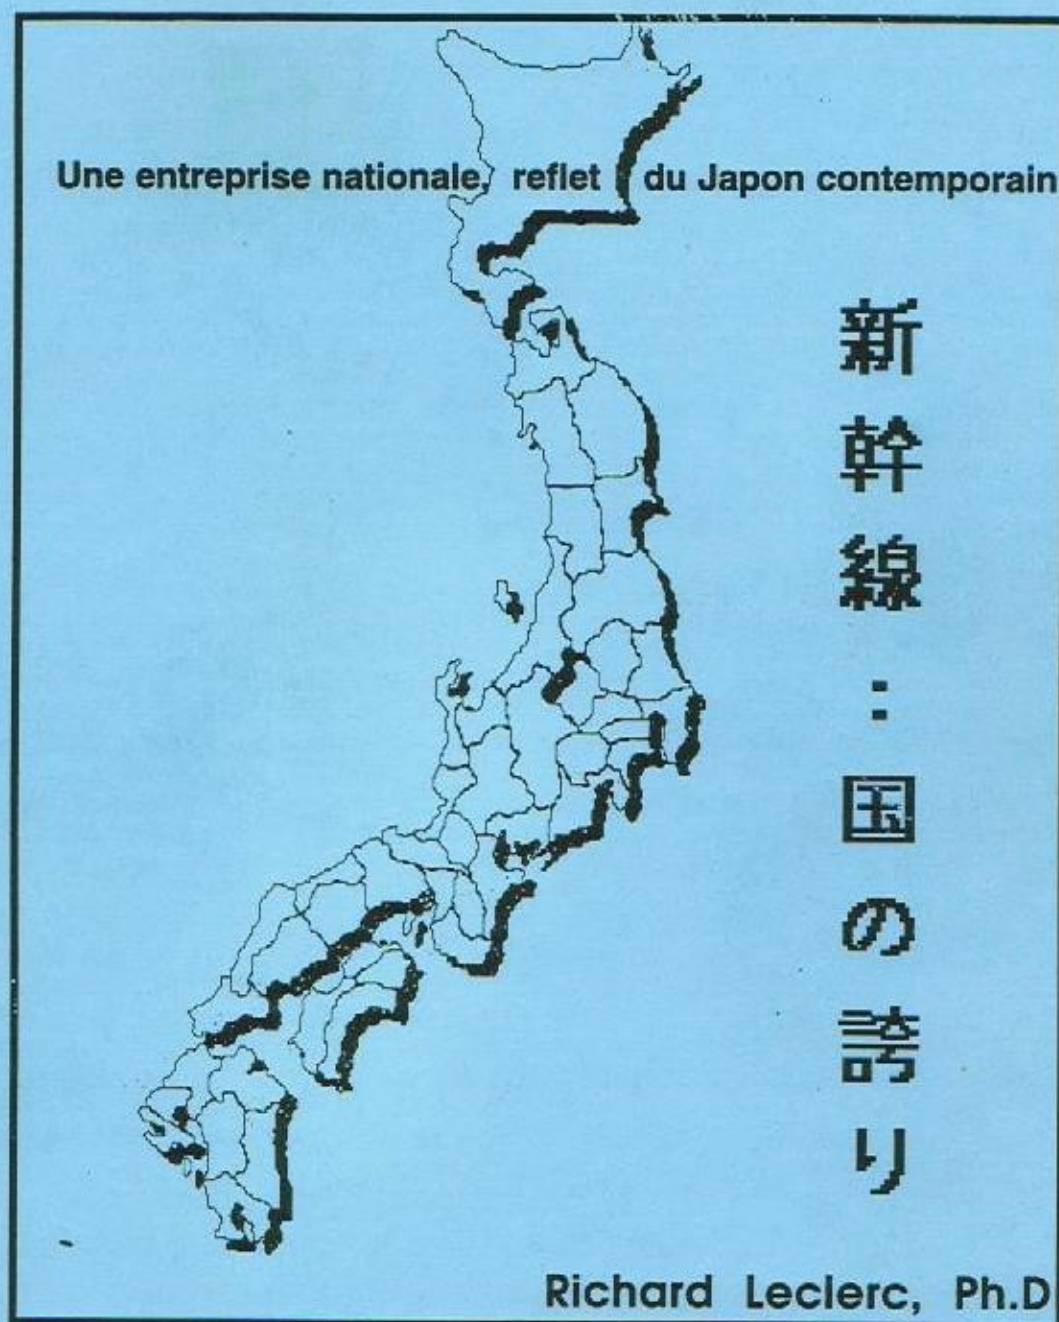 Une entreprise nationale, reflet du Japon contemporain
新幹線:国の誇り
Richard Leclerc, Ph.D